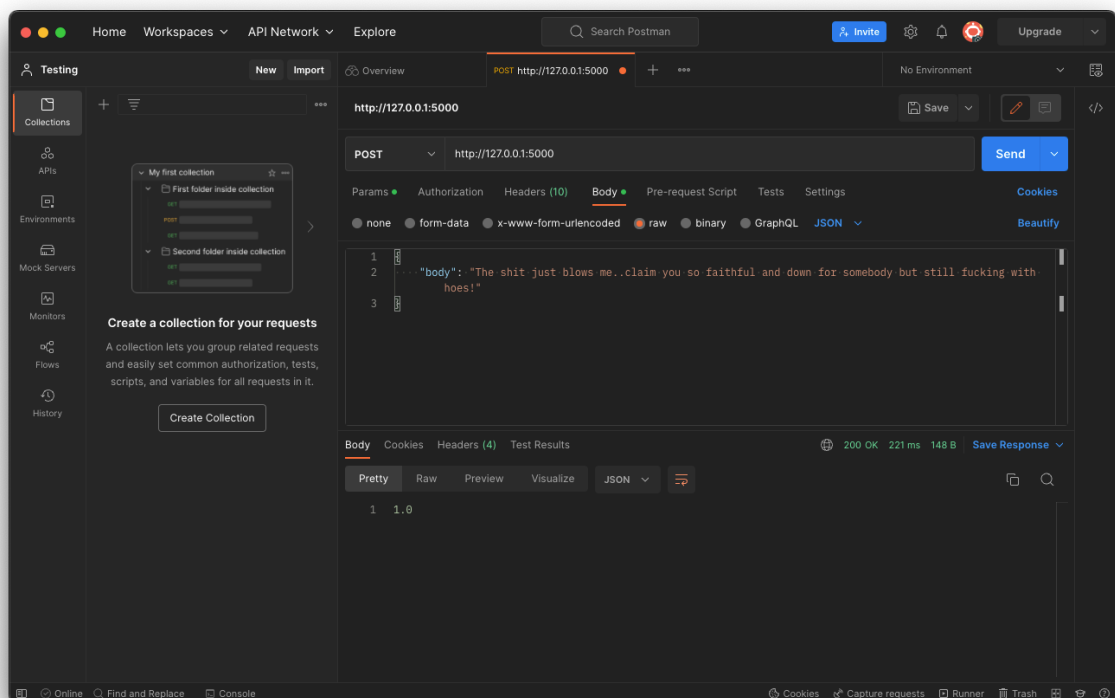 Home Workspaces API Network Explore Search Postman Invite Upgrade
Testing New Import Overview POST http://127.0.0.1:5000 No Environment
Collections
APIs
Environments
Mock Servers
Monitors
Flows
History
My first collection
First folder inside collection
GET
POST
GET
Second folder inside collection
GET
GET
Create a collection for your requests
A collection lets you group related requests
and easily set common authorization, tests,
scripts, and variables for all requests in it.
Create Collection
http://127.0.0.1:5000 Save
POST http://127.0.0.1:5000 Send
Params Authorization Headers (10) Body Pre-request Script Tests Settings Cookies
none form-data x-www-form-urlencoded raw binary GraphQL JSON Beautify
1 {
2 "body": "The shit just blows me..claim you so faithful and down for somebody but still fucking with
hoes!"
3 }
Body Cookies Headers (4) Test Results 200 OK 221 ms 148 B Save Response
Pretty Raw Preview Visualize JSON
1 1.0
Online Find and Replace Console Cookies Capture requests Runner Trash